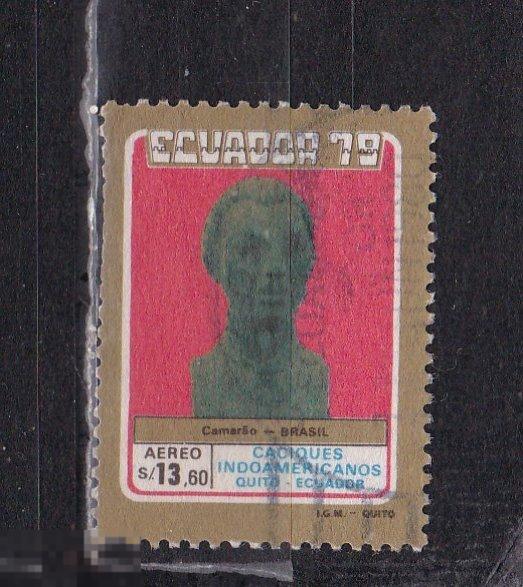 ECUADOR 79
Camarão - BRASIL
AEREO
S/.13,60
CACIQUES
INDOAMERICANOS
QUITO - ECUADOR
I.G.M. - QUITO